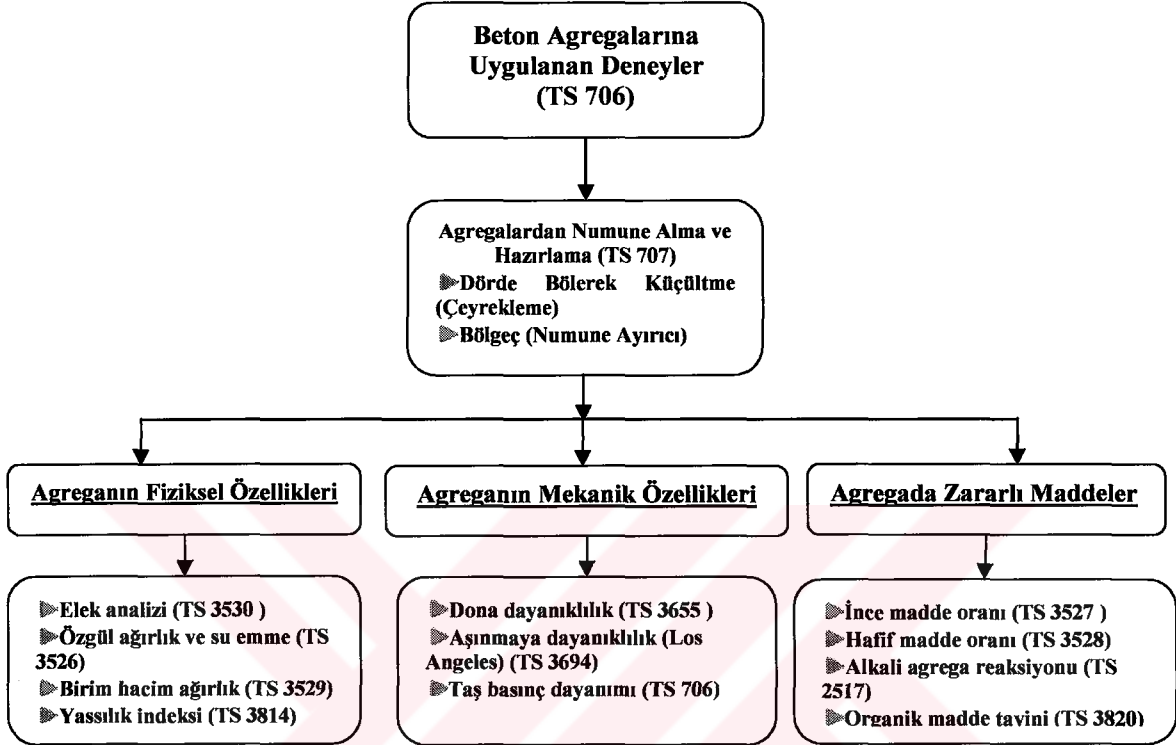 Beton Agregalarına
Uygulanan Deneyler
(TS 706)
Agregalardan Numune Alma ve
Hazırlama (TS 707)
Dörde Bölerek Küçültme
(Çeyrekleme)
Bölgeç (Numune Ayırıcı)
Agreganın Fiziksel Özellikleri
Agreganın Mekanik Özellikleri
Agregada Zararlı Maddeler
Elek analizi (TS 3530 )
Özgül ağırlık ve su emme (TS
3526)
Birim hacim ağırlık (TS 3529)
Yassılık indeksi (TS 3814)
Dona dayanıklılık (TS 3655 )
Aşınmaya dayanıklılık (Los
Angeles) (TS 3694)
Taş basınç dayanımı (TS 706)
İnce madde oranı (TS 3527 )
Hafif madde oranı (TS 3528)
Alkali agrega reaksiyonu (TS
2517)
Organik madde tayini (TS 3820)